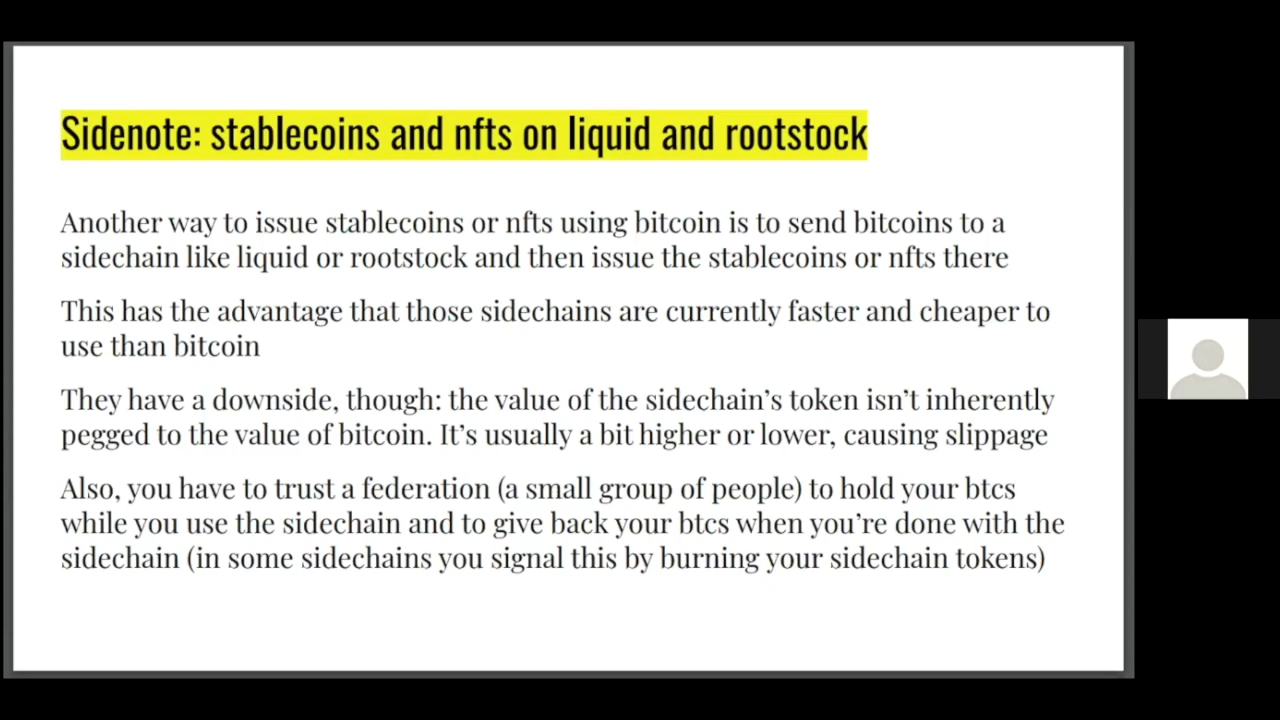 Sidenote: stablecoins and nfts on liquid and rootstock
Another way to issue stablecoins or nfts using bitcoin is to send bitcoins to a
sidechain like liquid or rootstock and then issue the stablecoins or nfts there
This has the advantage that those sidechains are currently faster and cheaper to
use than bitcoin
They have a downside, though: the value of the sidechain’s token isn’t inherently
pegged to the value of bitcoin. It’s usually a bit higher or lower, causing slippage
Also, you have to trust a federation (a small group of people) to hold your btcs
while you use the sidechain and to give back your btcs when you’re done with the
sidechain (in some sidechains you signal this by burning your sidechain tokens)